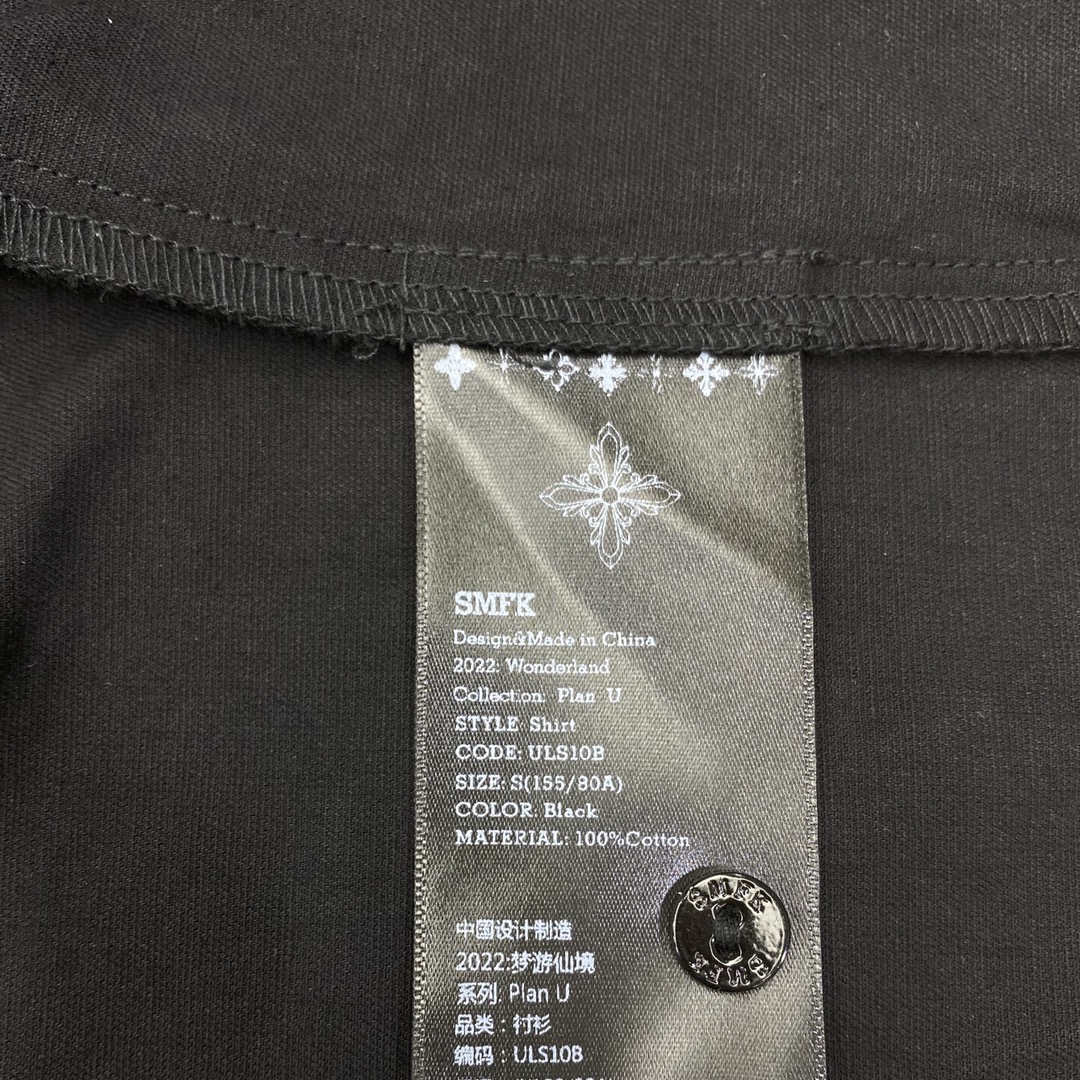 SMFK
Design&Made in China
2022: Wonderland
Collection: Plan U
STYLE: Shirt
CODE: ULS10B
SIZE: S(155/80A)
COLOR: Black
MATERIAL: 100%Cotton
SMFK
SMFK
中国设计制造
2022:梦游仙境
系列: Plan U
品类：衬衫
编码：ULS10B